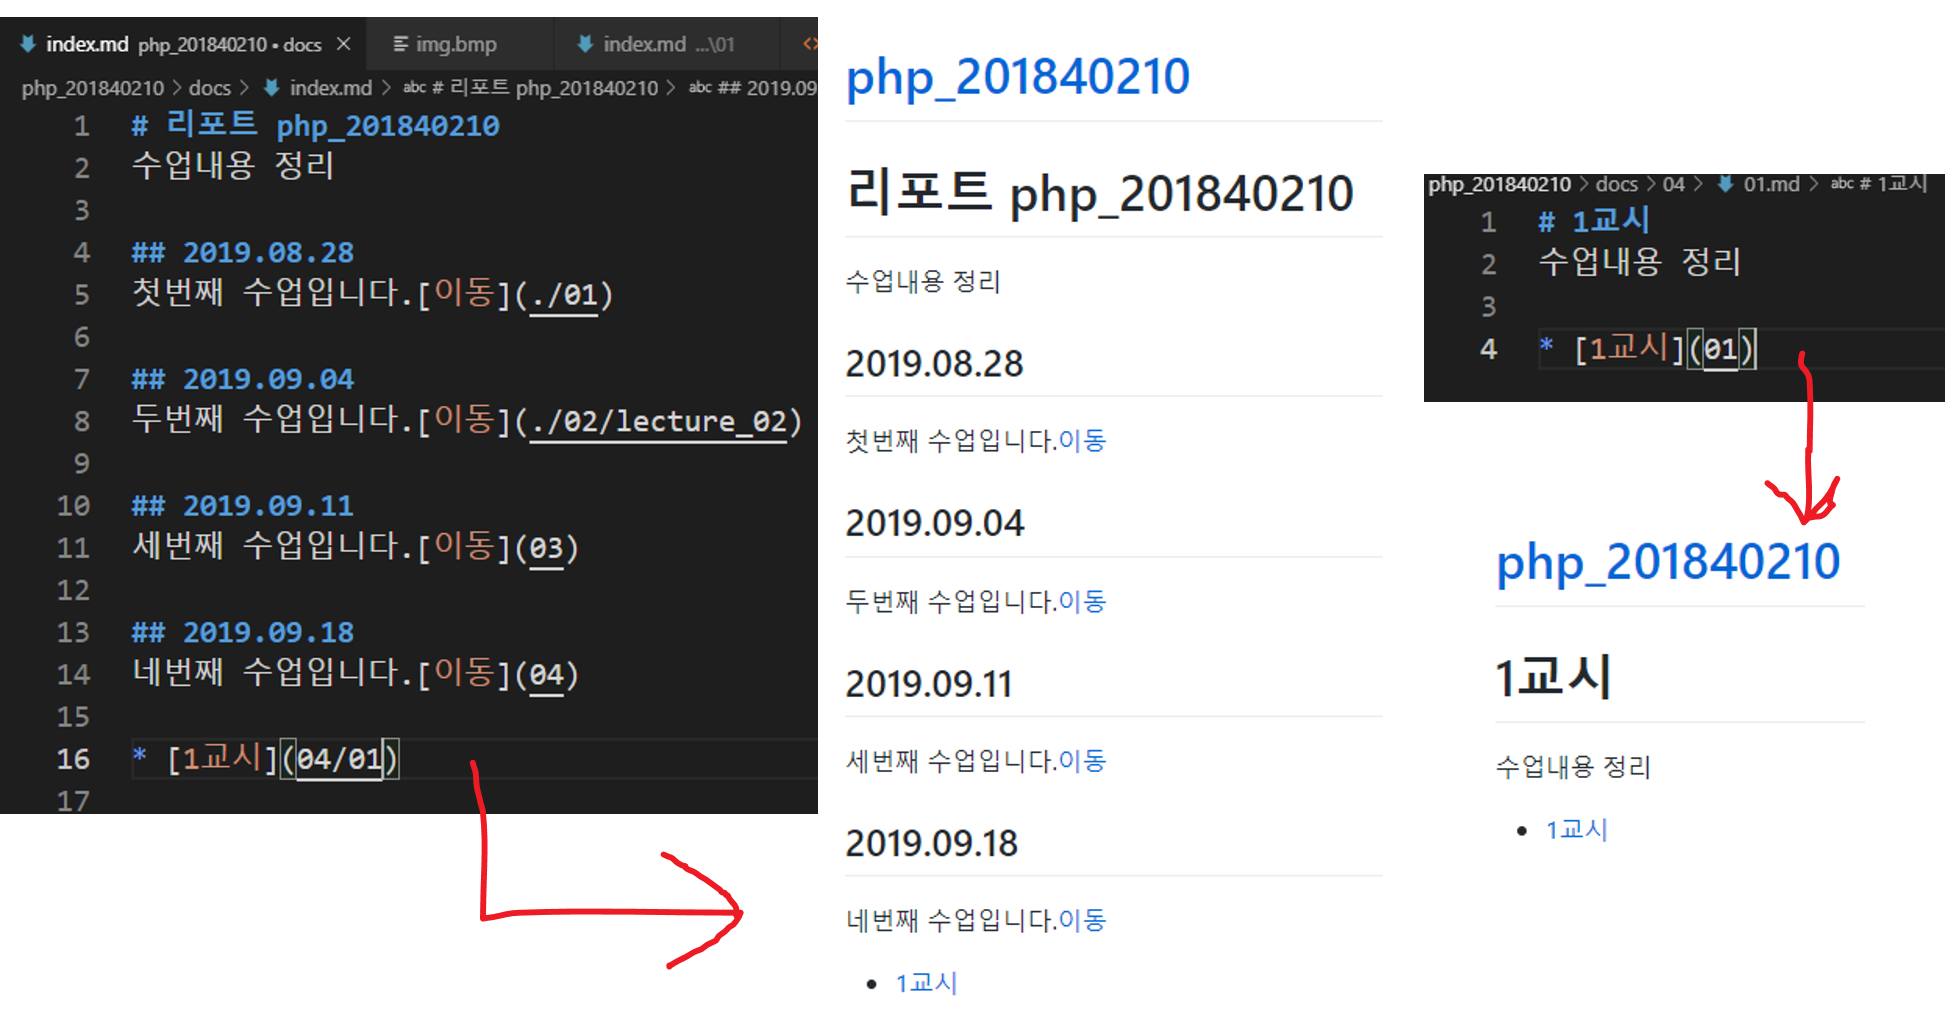 index.md php_201840210 • docs ×
img.bmp
index.md ...\01
<>
php_201840210 > docs > index.md > abc # 리포트 php_201840210 > abc ## 2019.09
1 # 리포트 php_201840210
2 수업내용 정리
3
4 ## 2019.08.28
5 첫번째 수업입니다.[이동](./01)
6
7 ## 2019.09.04
8 두번째 수업입니다.[이동](./02/lecture_02)
9
10 ## 2019.09.11
11 세번째 수업입니다.[이동](03)
12
13 ## 2019.09.18
14 네번째 수업입니다.[이동](04)
15
16 * [1교시](04/01)
17
php_201840210
리포트 php_201840210
수업내용 정리
2019.08.28
첫번째 수업입니다.이동
2019.09.04
두번째 수업입니다.이동
2019.09.11
세번째 수업입니다.이동
2019.09.18
네번째 수업입니다.이동
• 1교시
php_201840210 > docs > 04 > 01.md > abc # 1교시
1 # 1교시
2 수업내용 정리
3
4 * [1교시](01)
php_201840210
1교시
수업내용 정리
• 1교시